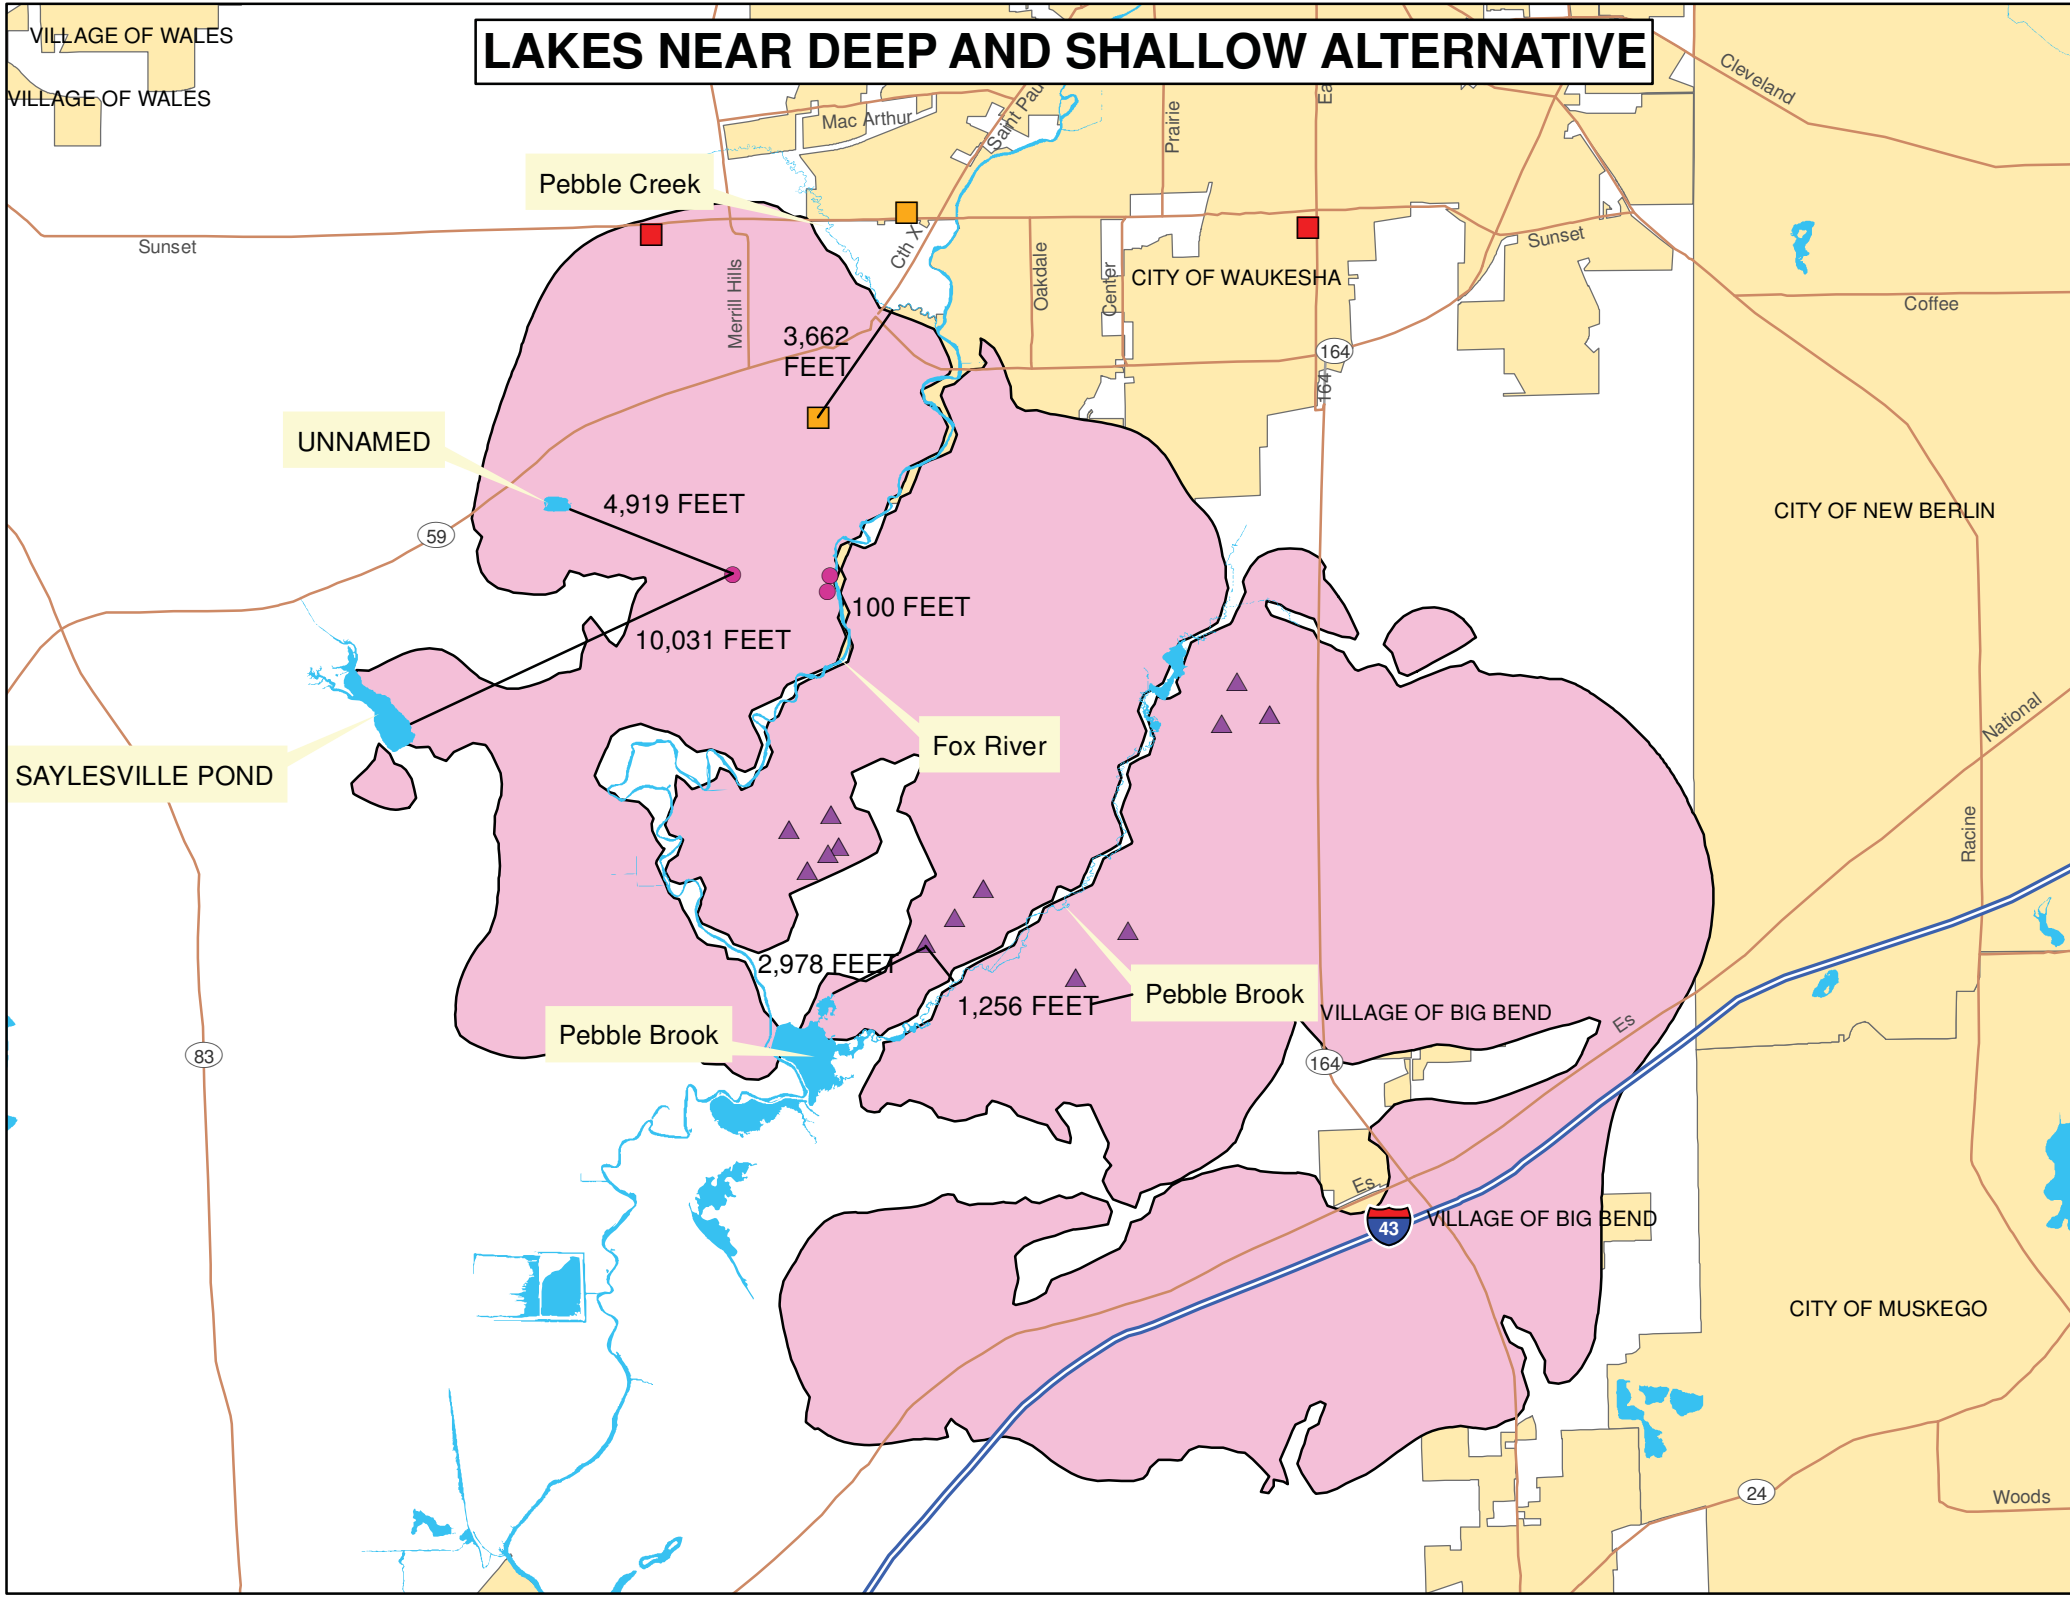 VILLAGE OF WALES
LAKES NEAR DEEP AND SHALLOW ALTERNATIVE
VILLAGE OF WALES
Cleveland
Mac Arthur
Saint Pau
Prairie
Ea
Pebble Creek
Sunset
Cth X
Sunset
Merrill Hills
Oakdale
Center
CITY OF WAUKESHA
Coffee
3,662
FEET
164
164
UNNAMED
4,919 FEET
CITY OF NEW BERLIN
59
100 FEET
10,031 FEET
Fox River
National
SAYLESVILLE POND
Racine
2,978 FEET
1,256 FEET
Pebble Brook
VILLAGE OF BIG BEND
Es
Pebble Brook
83
164
Es
43
VILLAGE OF BIG BEND
CITY OF MUSKEGO
24
Woods